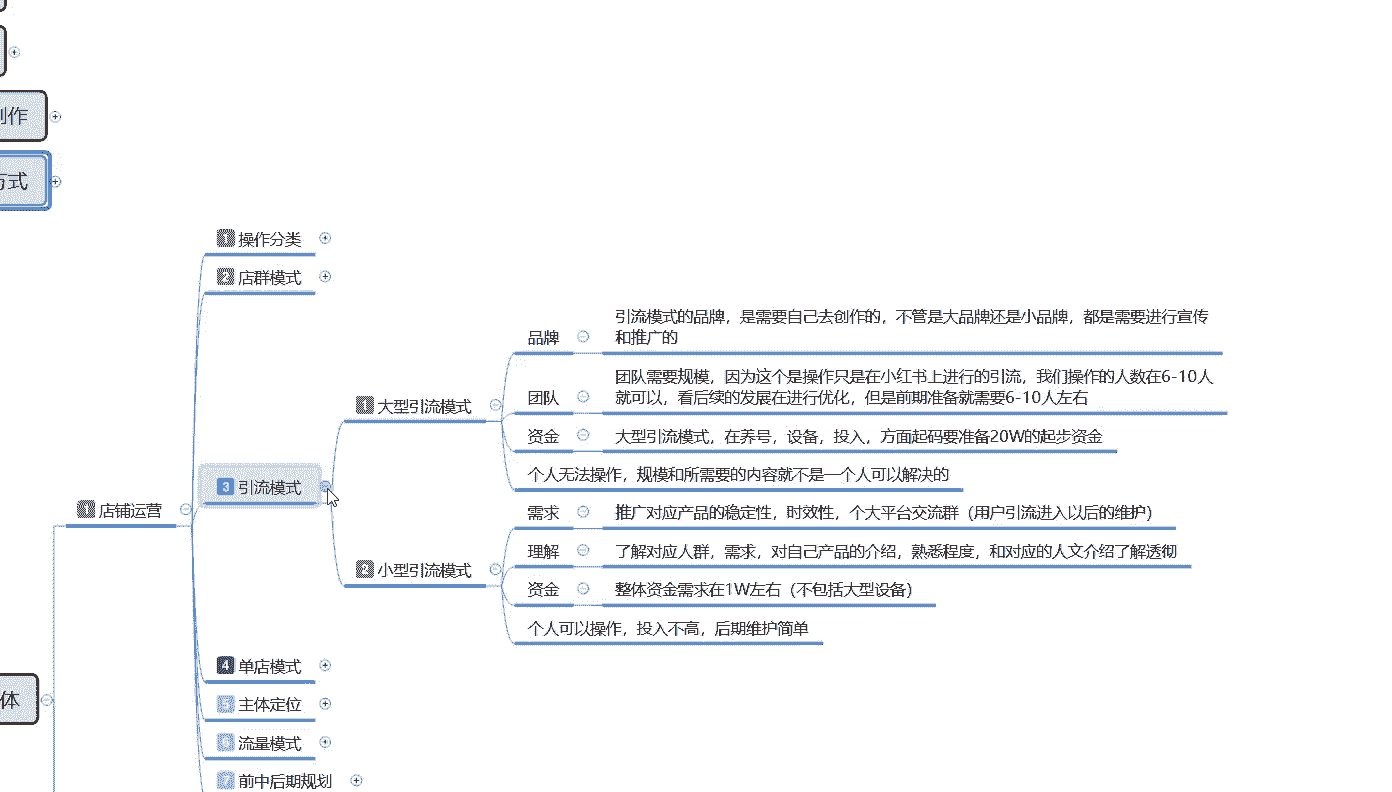 创作
方式
1 操作分类
2 店群模式
引流模式的品牌，是需要自己去创作的，不管是大品牌还是小品牌，都是需要进行宣传
品牌
和推广的
团队需要规模，因为这个是操作只是在小红书上进行的引流，我们操作的人数在6-10人
团队
就可以，看后续的发展在进行优化，但是前期准备就需要6-10人左右
1 大型引流模式
资金
大型引流模式，在养号，设备，投入，方面起码要准备20W的起步资金
个人无法操作，规模和所需要的内容就不是一个人可以解决的
3 引流模式
1 店铺运营
需求
推广对应产品的稳定性，时效性，个大平台交流群（用户引流进入以后的维护）
理解
了解对应人群，需求，对自己产品的介绍，熟悉程度，和对应的人文介绍了解透彻
2 小型引流模式
资金
整体资金需求在1W左右（不包括大型设备）
个人可以操作，投入不高，后期维护简单
4 单店模式
体
5 主体定位
6 流量模式
7 前中后期规划